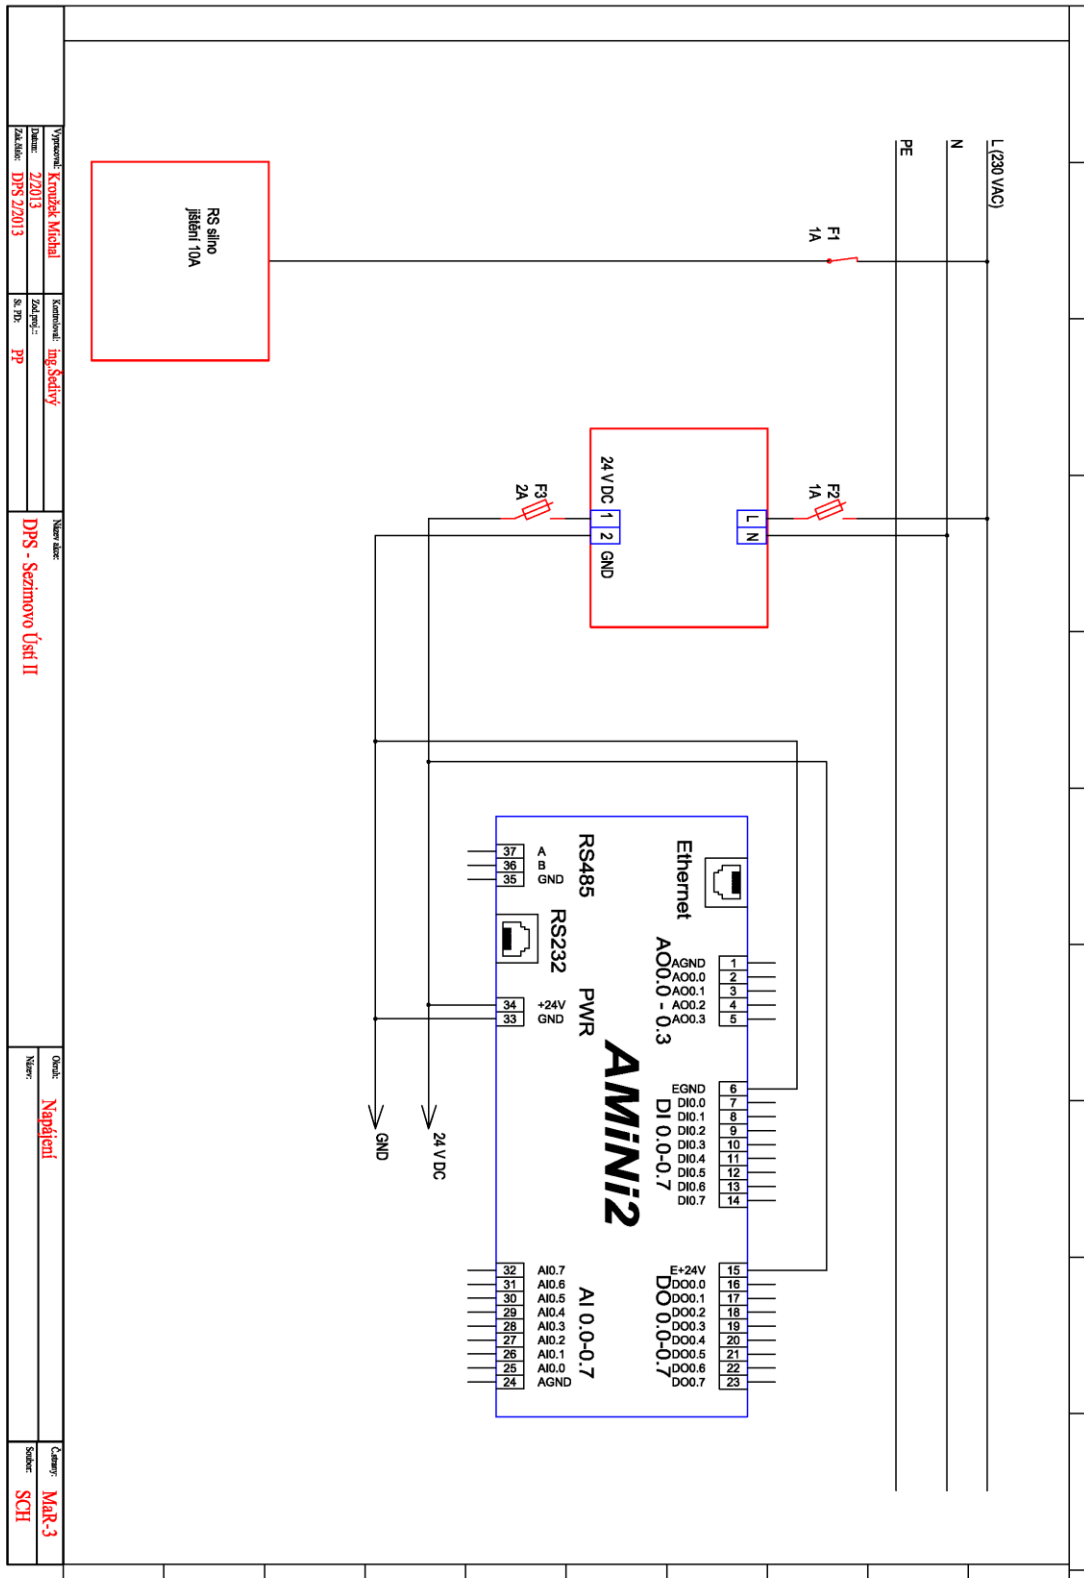 L (230 VAC)
N
PE
F1
1A
RS silno
jištění 10A
F2
1A
L
N
24 V DC
1
2
GND
F3
2A
Ethernet
AO0.0 - 0.3
AGND 1
AO0.0 2
AO0.1 3
AO0.2 4
AO0.3 5
DI 0.0-0.7
EGND 6
DI0.0 7
DI0.1 8
DI0.2 9
DI0.3 10
DI0.4 11
DI0.5 12
DI0.6 13
DI0.7 14
DO 0.0-0.7
E+24V 15
DO0.0 16
DO0.1 17
DO0.2 18
DO0.3 19
DO0.4 20
DO0.5 21
DO0.6 22
DO0.7 23
AMiNi2
RS485
37 A
36 B
35 GND
RS232
PWR
34 +24V
33 GND
AI 0.0-0.7
32 AI0.7
31 AI0.6
30 AI0.5
29 AI0.4
28 AI0.3
27 AI0.2
26 AI0.1
25 AI0.0
24 AGND
24 V DC
GND
Vypracoval: Kroužek Michal
Datum: 2/2013
Zak.číslo: DPS 2/2013
Kontroloval: ing.Šedivý
Zod.proj.:
St. PD: PP
Název akce:
DPS - Sezimovo Ústí II
Obsah: Napájení
Název:
Č.strany: MaR-3
Soubor: SCH